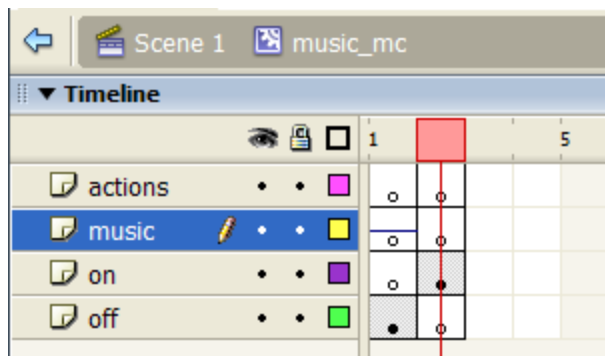 Scene 1 music_mc
Timeline
1 5
actions
music
on
off